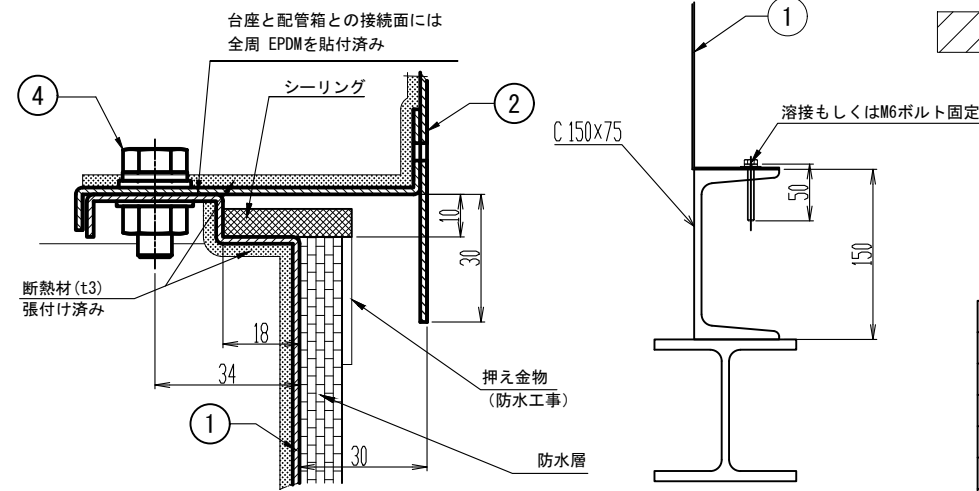 台座と配管箱との接続面には
全周 EPDMを貼付済み
シーリング
4
2
1
溶接もしくはM6ボルト固定
C 150×75
50
150
10
30
断熱材(t3)
張付け済み
18
34
押え金物
(防水工事)
1
30
防水層